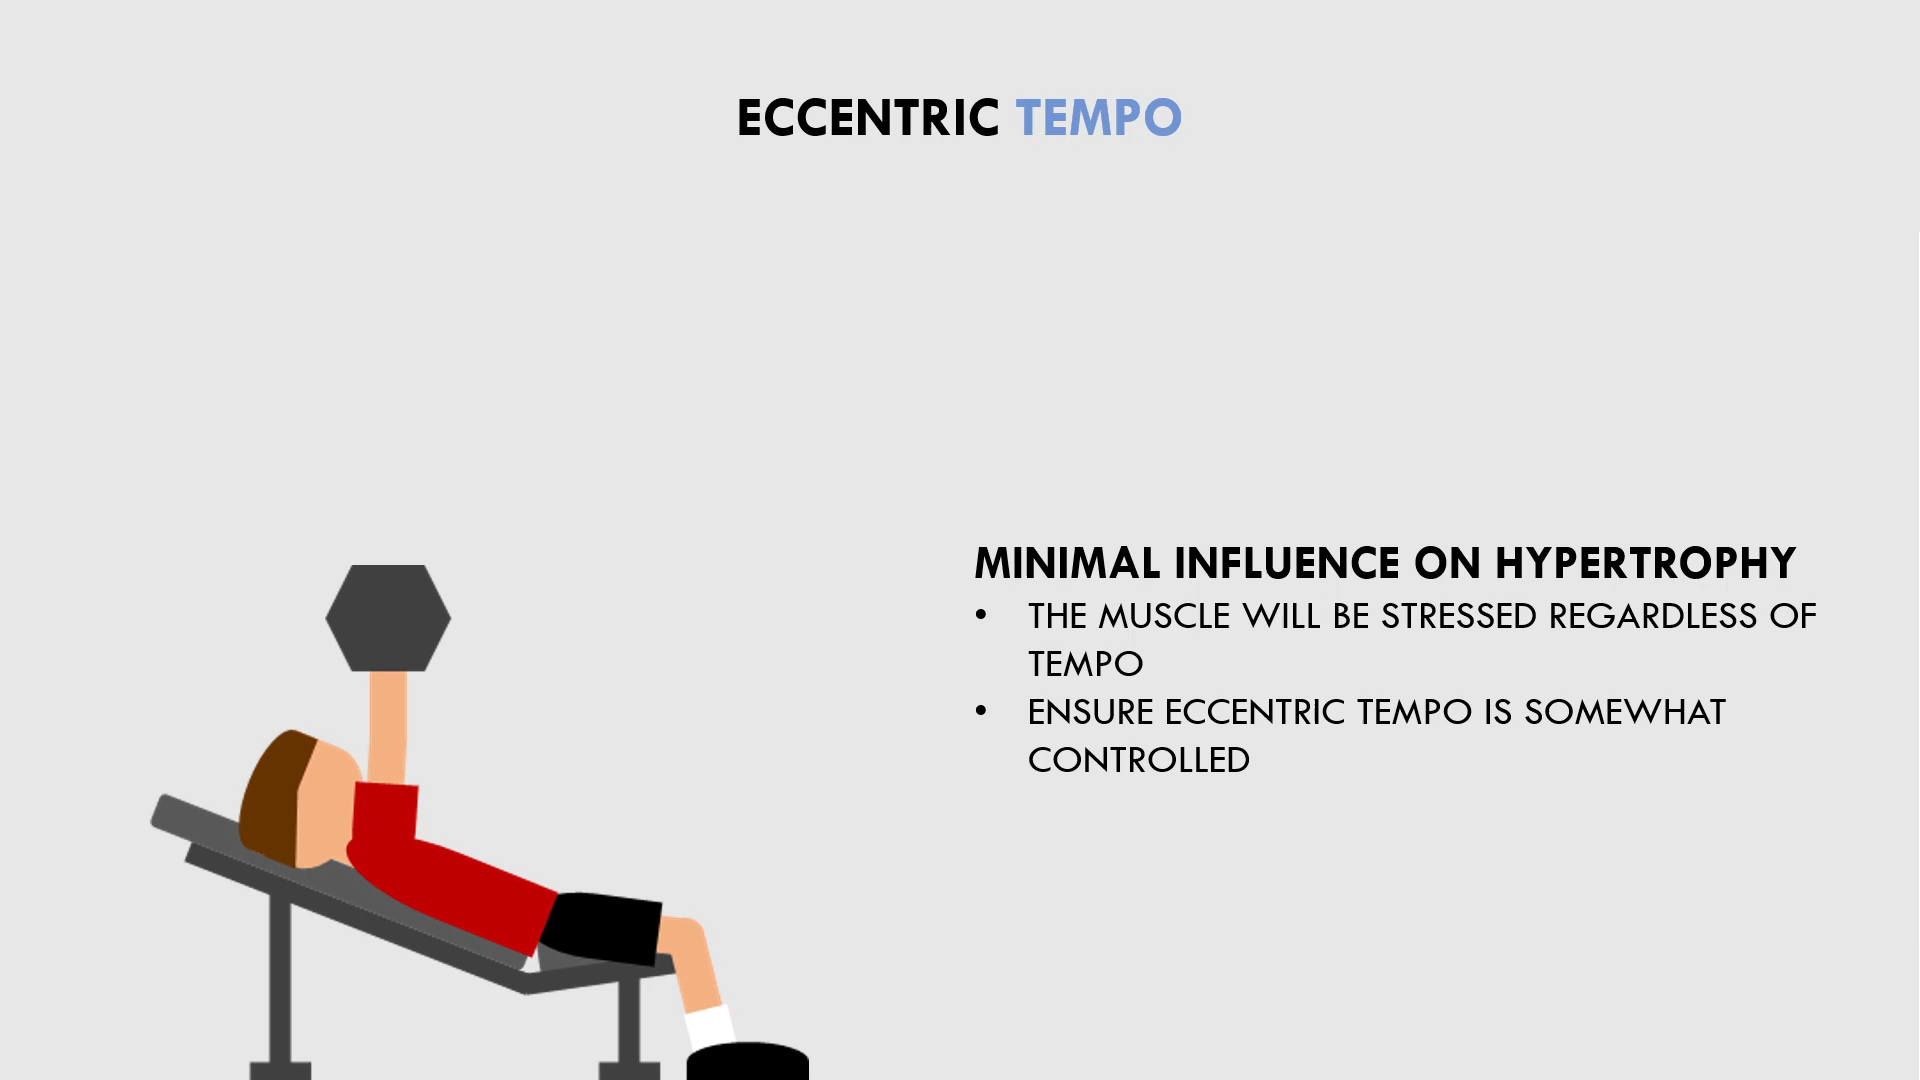 ECCENTRIC TEMPO
MINIMAL INFLUENCE ON HYPERTROPHY
• THE MUSCLE WILL BE STRESSED REGARDLESS OF
TEMPO
• ENSURE ECCENTRIC TEMPO IS SOMEWHAT
CONTROLLED